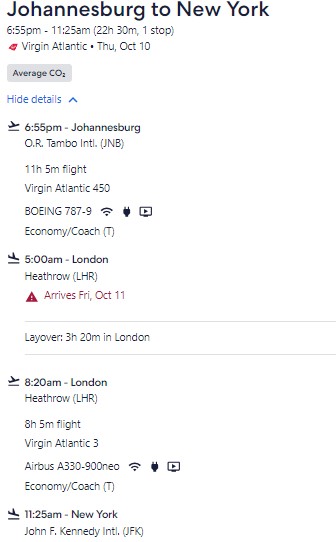 Johannesburg to New York
6:55pm - 11:25am (22h 30m, 1 stop)
Virgin Atlantic • Thu, Oct 10
Average CO₂
Hide details
6:55pm - Johannesburg
O.R. Tambo Intl. (JNB)
11h 5m flight
Virgin Atlantic 450
BOEING 787-9
Economy/Coach (T)
5:00am - London
Heathrow (LHR)
Arrives Fri, Oct 11
Layover: 3h 20m in London
8:20am - London
Heathrow (LHR)
8h 5m flight
Virgin Atlantic 3
Airbus A330-900neo
Economy/Coach (T)
11:25am - New York
John F. Kennedy Intl. (JFK)